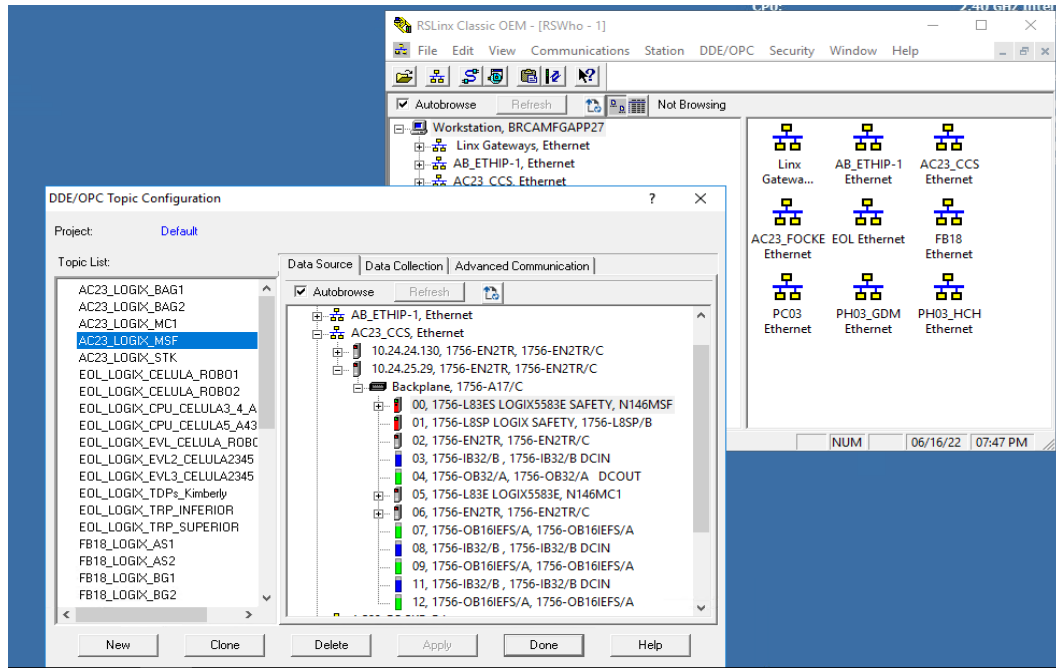 CPU: 2.40 GHz Inter
RSLinx Classic OEM - [RSWho - 1]
File Edit View Communications Station DDE/OPC Security Window Help
Autobrowse Refresh Not Browsing
Workstation, BRCAMFGAPP27
Linx Gateways, Ethernet
AB_ETHIP-1, Ethernet
AC23_CCS, Ethernet
Linx Gatewa...
AB_ETHIP-1 Ethernet
AC23_CCS Ethernet
AC23_FOCKE Ethernet
EOL Ethernet
FB18 Ethernet
PC03 Ethernet
PH03_GDM Ethernet
PH03_HCH Ethernet
NUM 06/16/22 07:47 PM
DDE/OPC Topic Configuration ?
Project: Default
Topic List:
AC23_LOGIX_BAG1
AC23_LOGIX_BAG2
AC23_LOGIX_MC1
AC23_LOGIX_MSF
AC23_LOGIX_STK
EOL_LOGIX_CELULA_ROBO1
EOL_LOGIX_CELULA_ROBO2
EOL_LOGIX_CPU_CELULA3_4_A
EOL_LOGIX_CPU_CELULA5_A43
EOL_LOGIX_EVL_CELULA_ROBC
EOL_LOGIX_EVL2_CELULA2345
EOL_LOGIX_EVL3_CELULA2345
EOL_LOGIX_TDPs_Kimberly
EOL_LOGIX_TRP_INFERIOR
EOL_LOGIX_TRP_SUPERIOR
FB18_LOGIX_AS1
FB18_LOGIX_AS2
FB18_LOGIX_BG1
FB18_LOGIX_BG2
Data Source Data Collection Advanced Communication
Autobrowse Refresh
AB_ETHIP-1, Ethernet
AC23_CCS, Ethernet
10.24.24.130, 1756-EN2TR, 1756-EN2TR/C
10.24.25.29, 1756-EN2TR, 1756-EN2TR/C
Backplane, 1756-A17/C
00, 1756-L83ES LOGIX5583E SAFETY, N146MSF
01, 1756-L8SP LOGIX SAFETY, 1756-L8SP/B
02, 1756-EN2TR, 1756-EN2TR/C
03, 1756-IB32/B , 1756-IB32/B DCIN
04, 1756-OB32/A, 1756-OB32/A DCOUT
05, 1756-L83E LOGIX5583E, N146MC1
06, 1756-EN2TR, 1756-EN2TR/C
07, 1756-OB16IEFS/A, 1756-OB16IEFS/A
08, 1756-IB32/B , 1756-IB32/B DCIN
09, 1756-OB16IEFS/A, 1756-OB16IEFS/A
11, 1756-IB32/B , 1756-IB32/B DCIN
12, 1756-OB16IEFS/A, 1756-OB16IEFS/A
New Clone Delete Apply Done Help